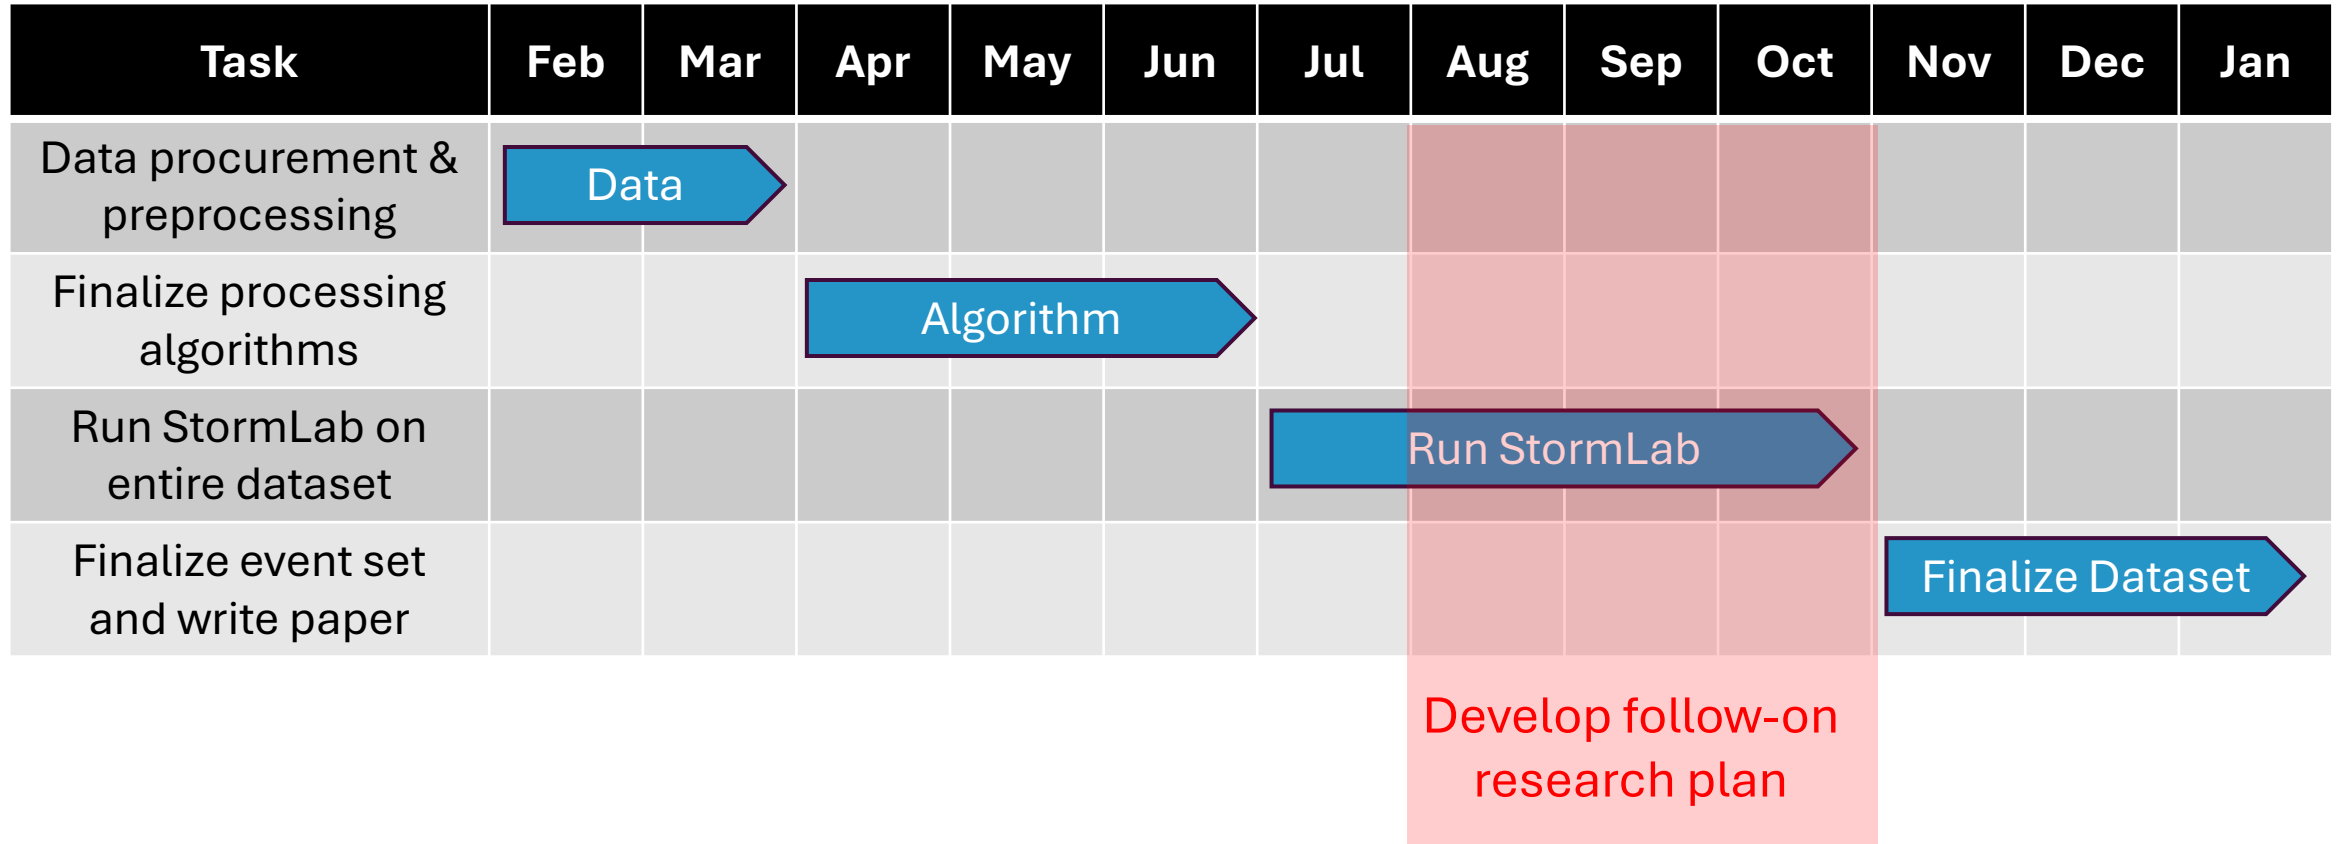 Task Feb Mar Apr May Jun Jul Aug Sep Oct Nov Dec Jan
Data procurement &
preprocessing
Data
Finalize processing
algorithms
Algorithm
Run StormLab on
entire dataset
Run StormLab
Finalize event set
and write paper
Finalize Dataset
Develop follow-on
research plan